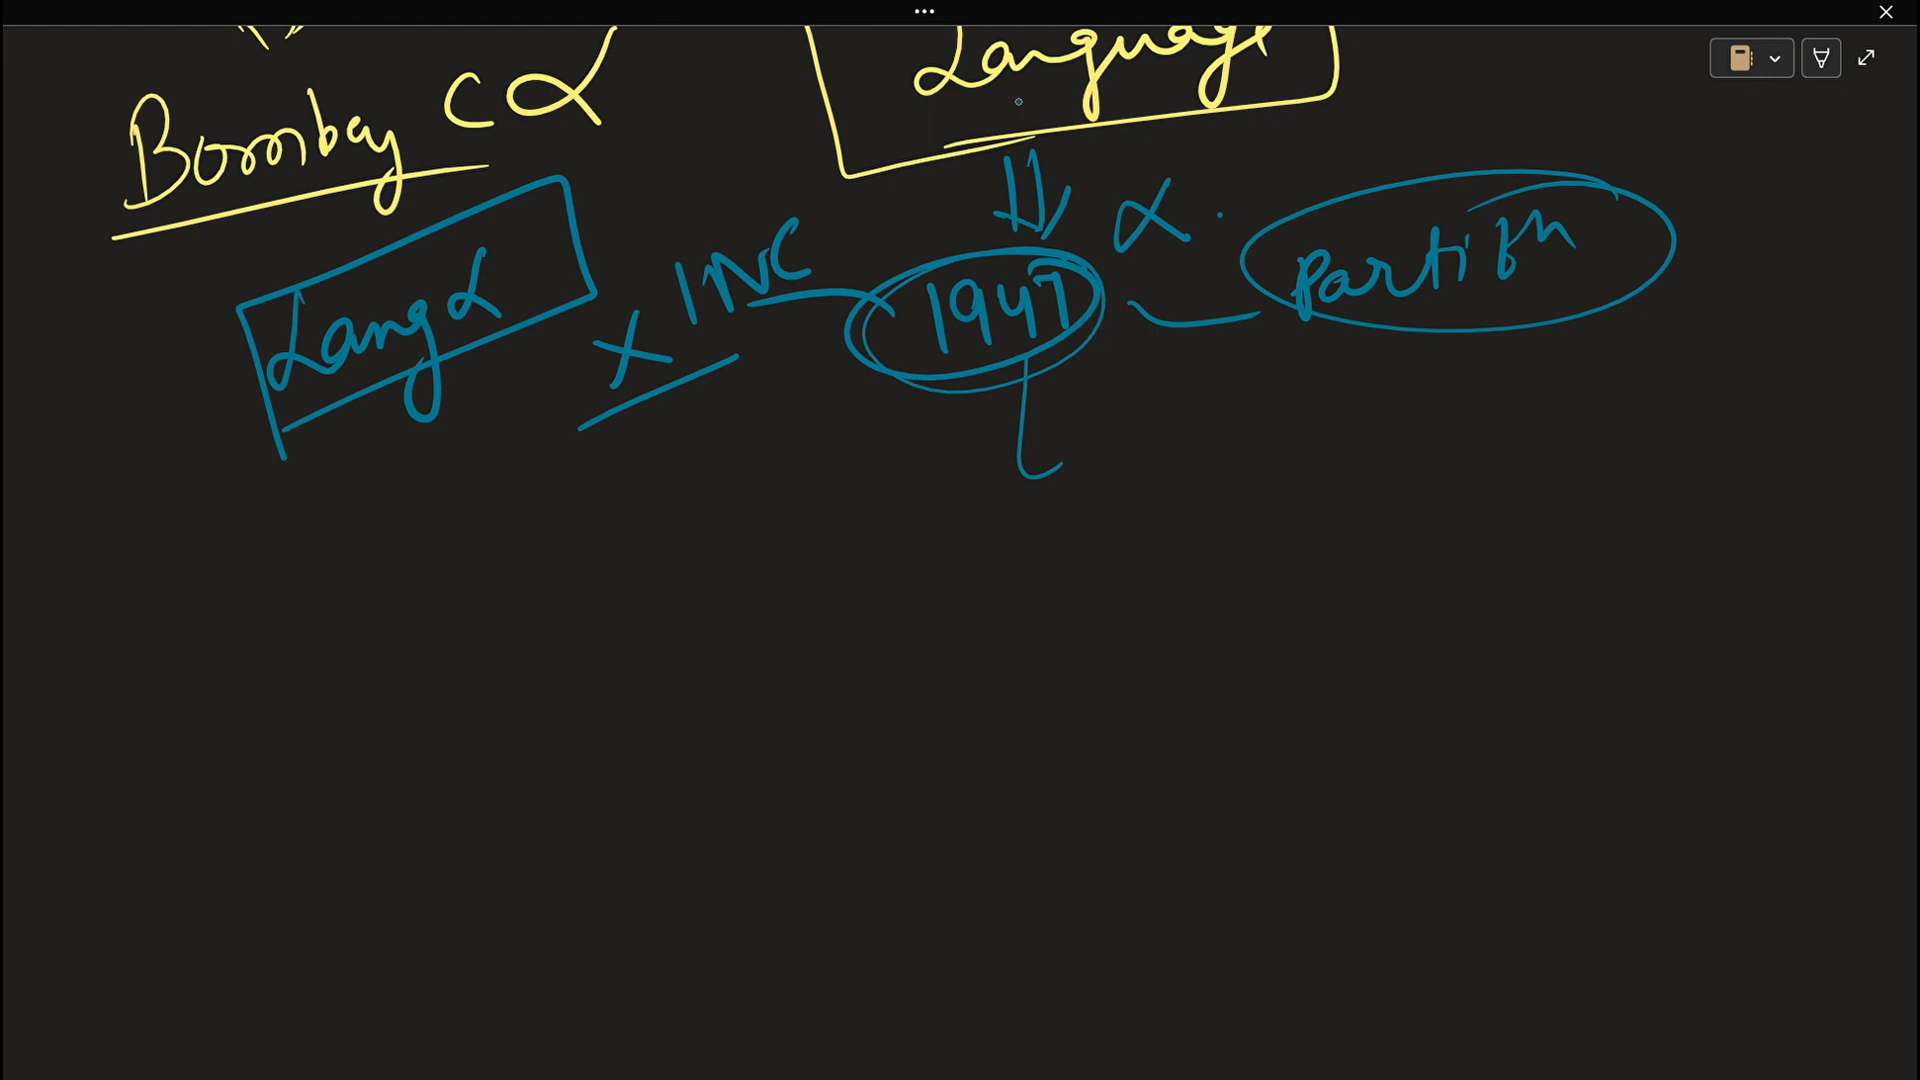 Language
Bombay C α
1947 α. Partition
INC
Lang α X